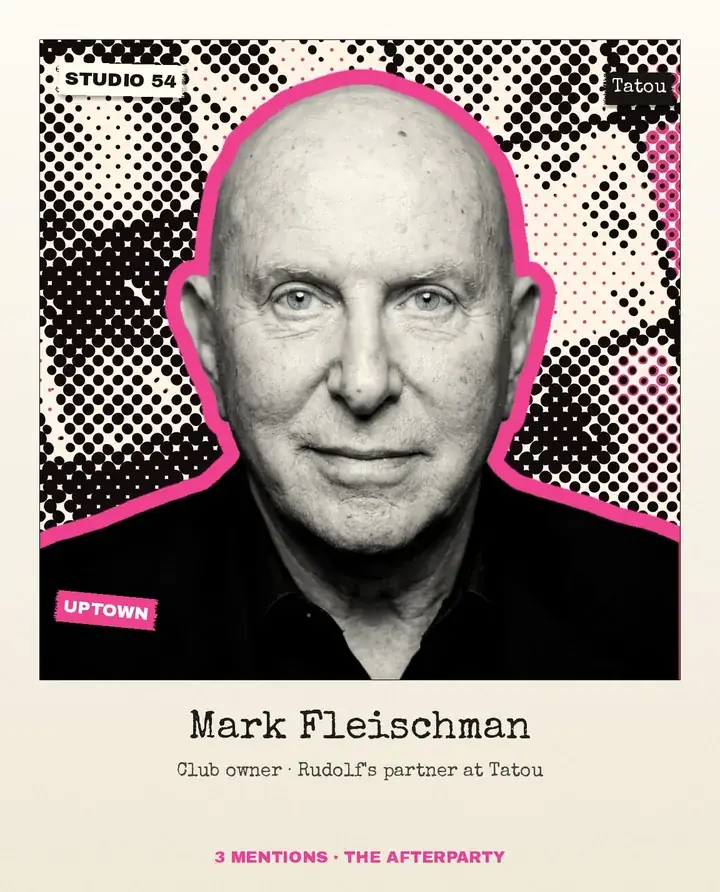 STUDIO 54
Tatou
UPTOWN
Mark Fleischman
Club owner · Rudolf's partner at Tatou
3 MENTIONS · THE AFTERPARTY